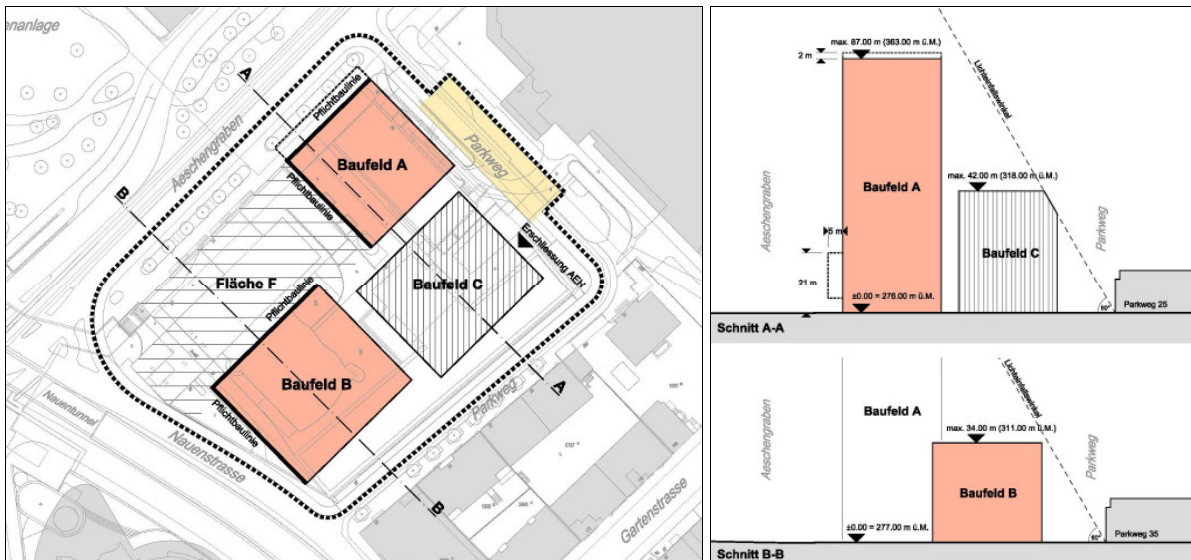 enanlage
Aeschengraben
A
B
Pflichtbaulinie
Baufeld A
Pflichtbaulinie
Parkweg
Erschliessung AEH
Baufeld C
Fläche F
Pflichtbaulinie
Baufeld B
Pflichtbaulinie
Nauentunnel
Nauenstrasse
Parkweg
A
B
Gartenstrasse
max. 87.00 m (363.00 m ü.M.)
2 m
Lichteinfallswinkel
Baufeld A
max. 42.00 m (318.00 m ü.M.)
Aeschengraben
Parkweg
5 m
Baufeld C
21 m
±0.00 = 276.00 m ü.M.
60°
Parkweg 25
Schnitt A-A
Lichteinfallswinkel
Aeschengraben
Baufeld A
max. 34.00 m (311.00 m ü.M.)
Parkweg
Baufeld B
±0.00 = 277.00 m ü.M.
60°
Parkweg 35
Schnitt B-B